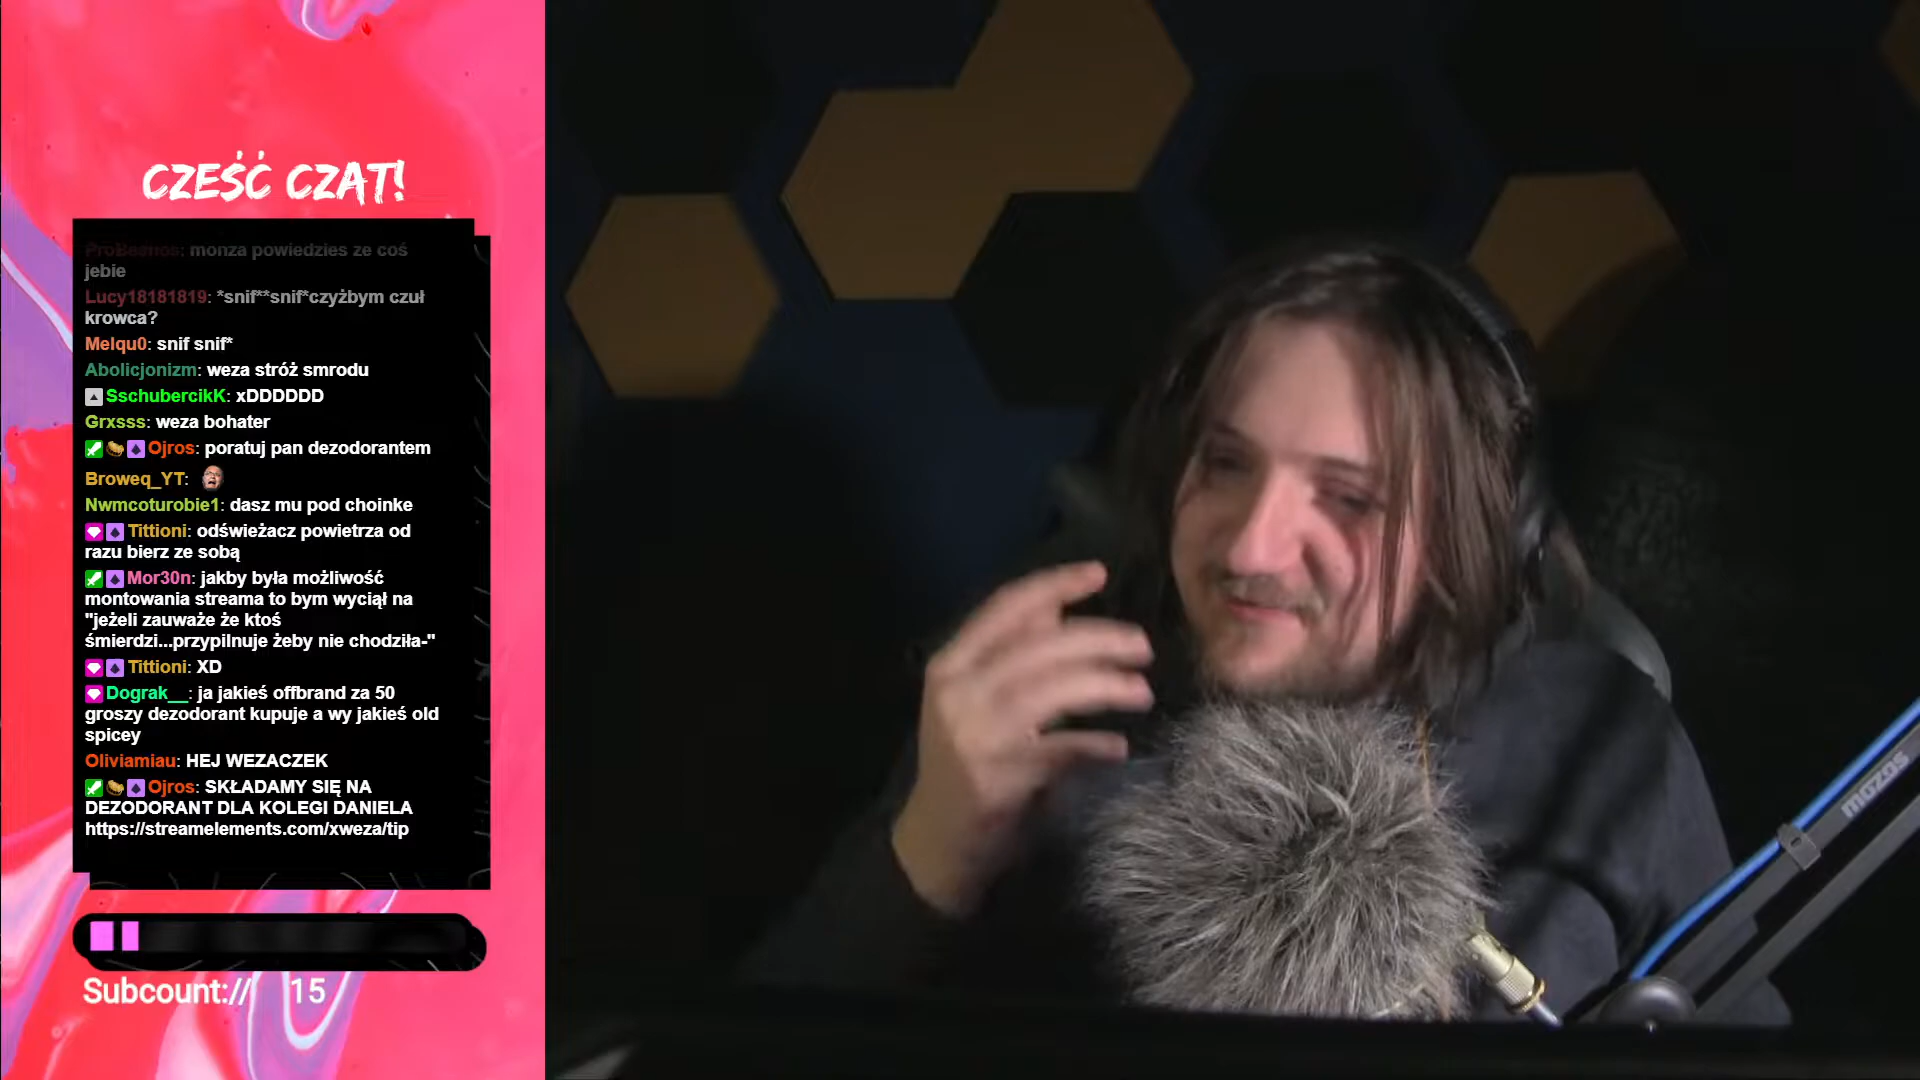 CZEŚĆ CZAT!
monza powiedzies ze coś
jebie
Lucy18181819: *snif**snif*czyżbym czuł
krowca?
Melqu0: snif snif*
Abolicjonizm: weza stróż smrodu
SschubercikK: xDDDDDD
Grxsss: weza bohater
Ojros: poratuj pan dezodorantem
Broweq_YT:
Nwmcoturobie1: dasz mu pod choinke
Tittioni: odświeżacz powietrza od
razu bierz ze sobą
Mor30n: jakby była możliwość
montowania streama to bym wyciął na
"jeżeli zauważe że ktoś
śmierdzi...przypilnuje żeby nie chodziła-"
Tittioni: XD
Dograk__: ja jakieś offbrand za 50
groszy dezodorant kupuje a wy jakieś old
spicey
Oliviamiau: HEJ WEZACZEK
Ojros: SKŁADAMY SIĘ NA
DEZODORANT DLA KOLEGI DANIELA
https://streamelements.com/xweza/tip
Subcount:// 15
mozos